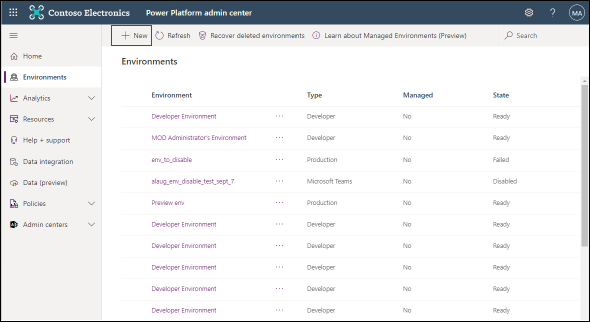 Contoso Electronics Power Platform admin center ? MA
New Refresh Recover deleted environments Learn about Managed Environments (Preview) Search
Home
Environments
Analytics
Resources
Help + support
Data integration
Data (preview)
Policies
Admin centers
Environments
Environment Type Managed State
Developer Environment ... Developer No Ready
MOD Administrator's Environment ... Developer No Ready
env_to_disable ... Production No Failed
alaug_env_disable_test_sept_7 ... Microsoft Teams No Disabled
Preview env ... Production No Ready
Developer Environment ... Developer No Ready
Developer Environment ... Developer No Ready
Developer Environment ... Developer No Ready
Developer Environment ... Developer No Ready
Developer Environment ... Developer No Ready